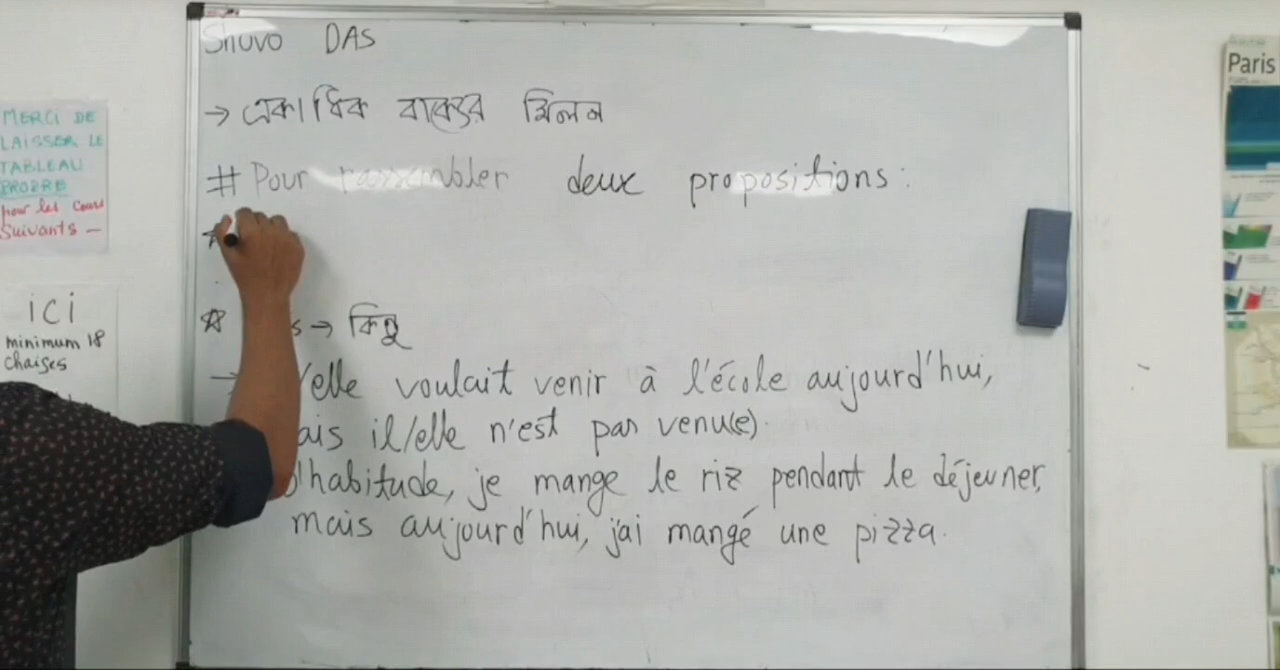 MERCI DE
LAISSER LE
TABLEAU
PROPRE
pour les cours
suivants -
ici
minimum 18
chaises
Shuvo DAS
→ একাধিক বাক্যের মিলন
# Pour rassembler deux propositions:
☆
☆ s → কিন্তু
→ /elle voulait venir à l'école aujourd'hui,
ais il/elle n'est pas venu(e).
'habitude, je mange le riz pendant le déjeuner,
mais aujourd'hui, j'ai mangé une pizza.
Paris